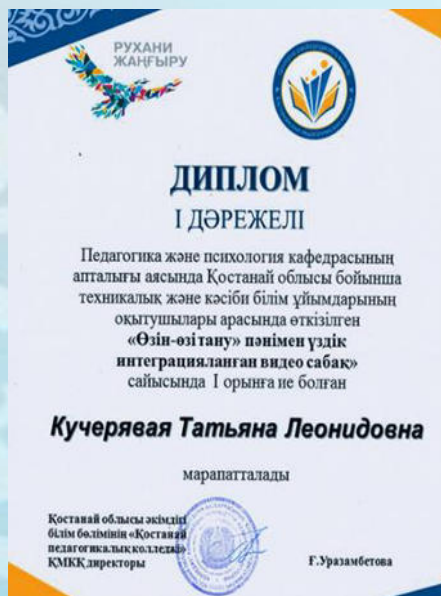 РУХАНИ
ЖАҢҒЫРУ
ДИПЛОМ
І ДӘРЕЖЕЛІ
Педагогика және психология кафедрасының
апталығы аясында Қостанай облысы бойынша
техникалық және кәсіби білім ұйымдарының
оқытушылары арасында өткізілген
«Өзін-өзі тану» пәнімен үздік
интеграцияланған видео сабақ»
сайысында І орынға ие болған
Кучерявая Татьяна Леонидовна
марапатталады
Қостанай облысы әкімдігі
білім бөлімінің «Қостанай
педагогикалық колледжі»
ҚМКҚ директоры
Ғ.Уразамбетова